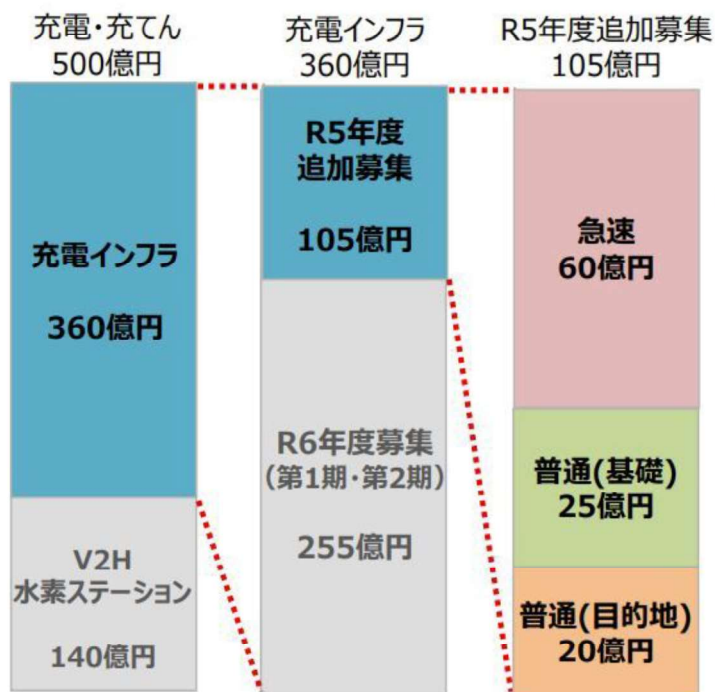 充電・充てん
500億円
充電インフラ
360億円
V2H
水素ステーション
140億円
充電インフラ
360億円
R5年度
追加募集
105億円
R6年度募集
(第1期・第2期)
255億円
R5年度追加募集
105億円
急速
60億円
普通(基礎)
25億円
普通(目的地)
20億円